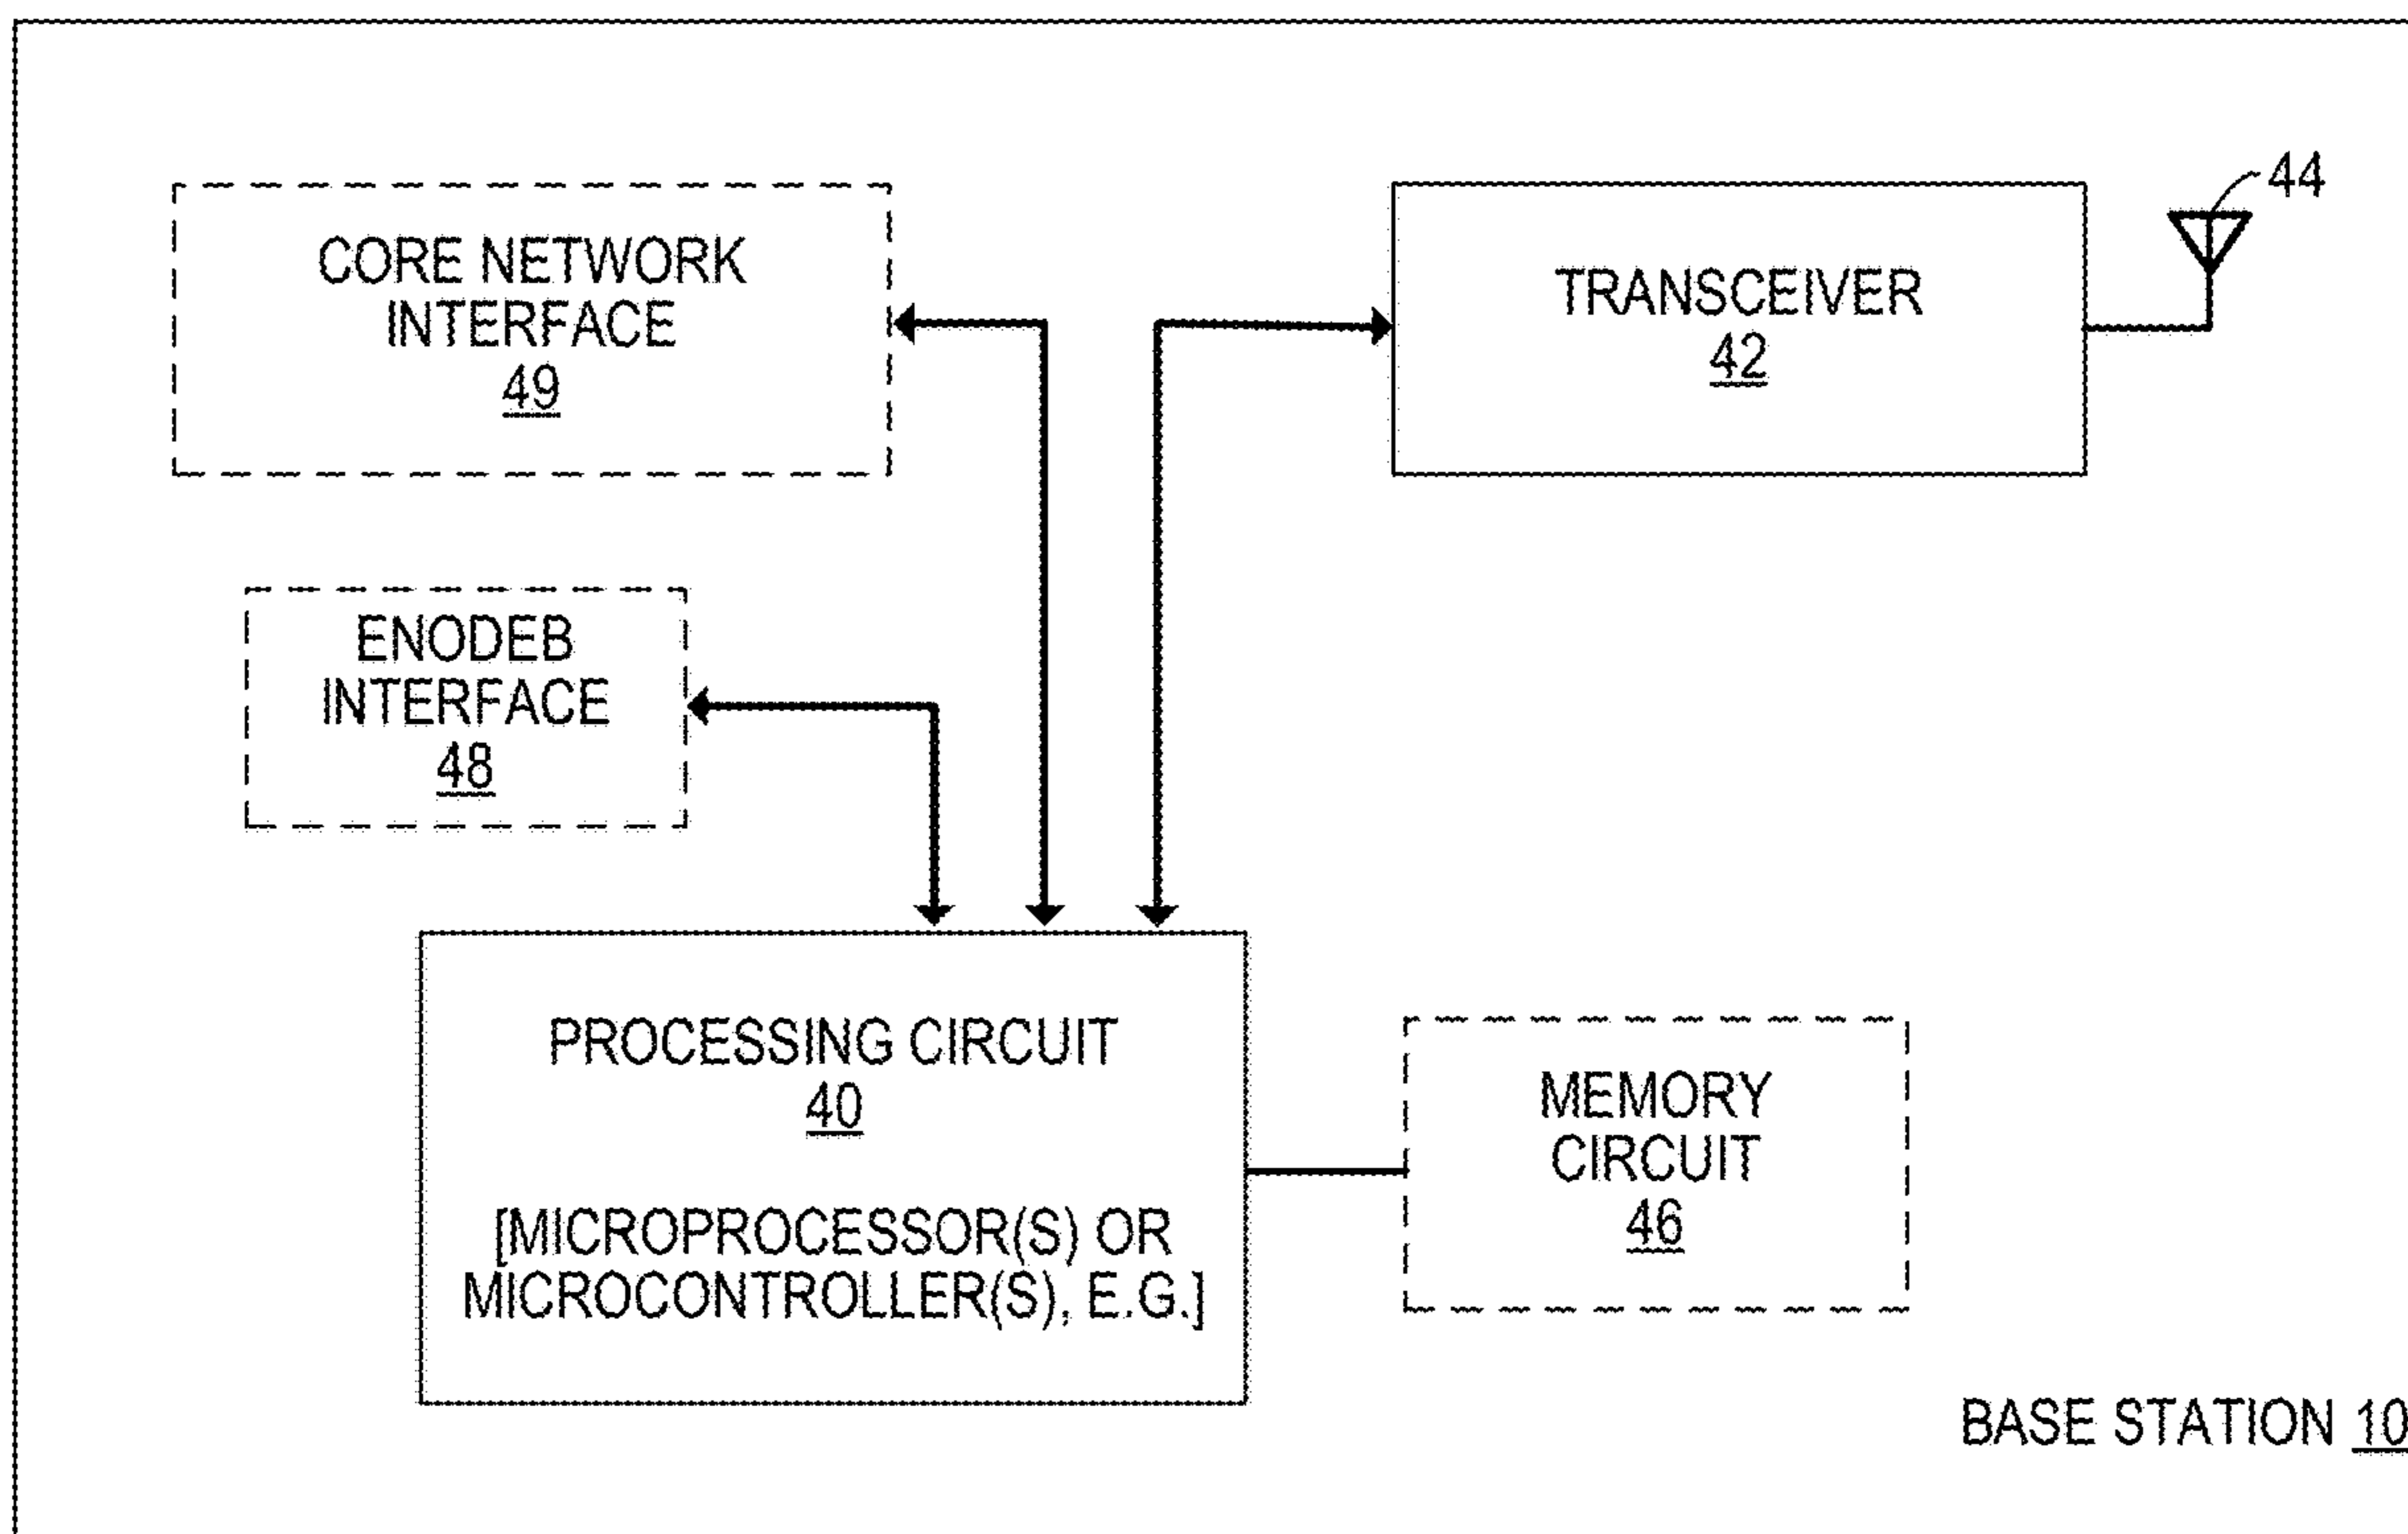 CORE NETWORK
INTERFACE
49
TRANSCEIVER
42
44
ENODEB
INTERFACE
48
PROCESSING CIRCUIT
40
[MICROPROCESSOR(S) OR
MICROCONTROLLER(S), E.G.]
MEMORY
CIRCUIT
46
BASE STATION 10